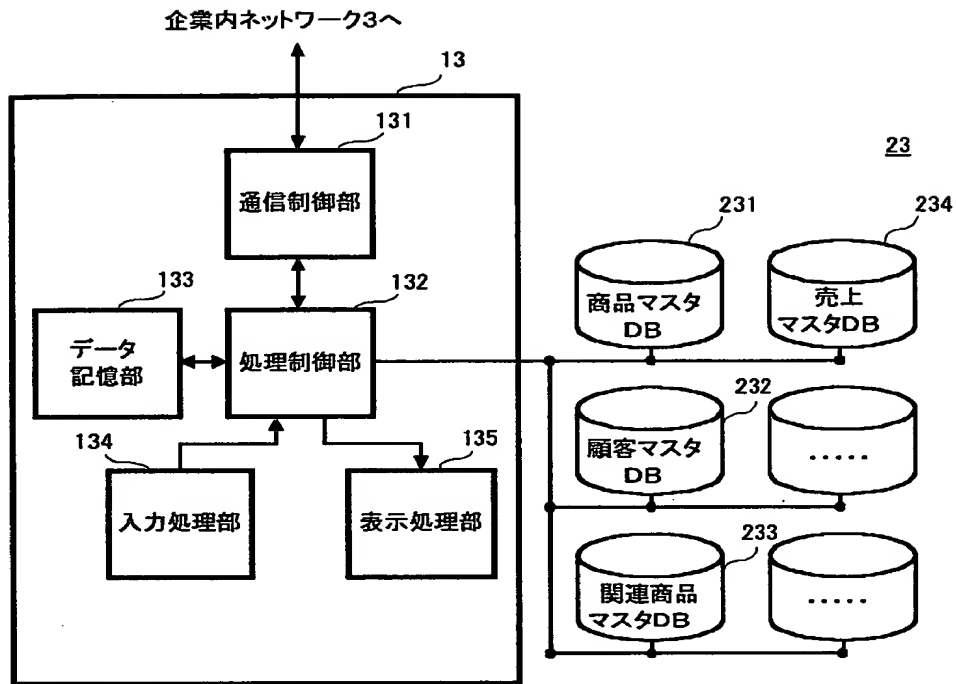 企業内ネットワーク3へ
13
131
通信制御部
23
231
234
商品マスタ
DB
売上
マスタDB
133
132
データ
記憶部
処理制御部
232
顧客マスタ
DB
.....
134
135
入力処理部
表示処理部
233
関連商品
マスタDB
.....